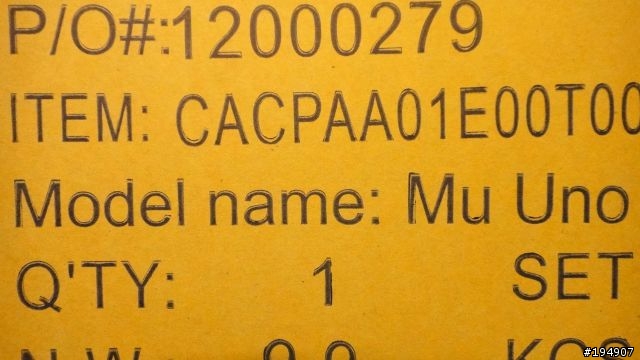 P/O#:12000279
ITEM: CACPAA01E00T00
Model name: Mu Uno
Q'TY: 1 SET
#194907